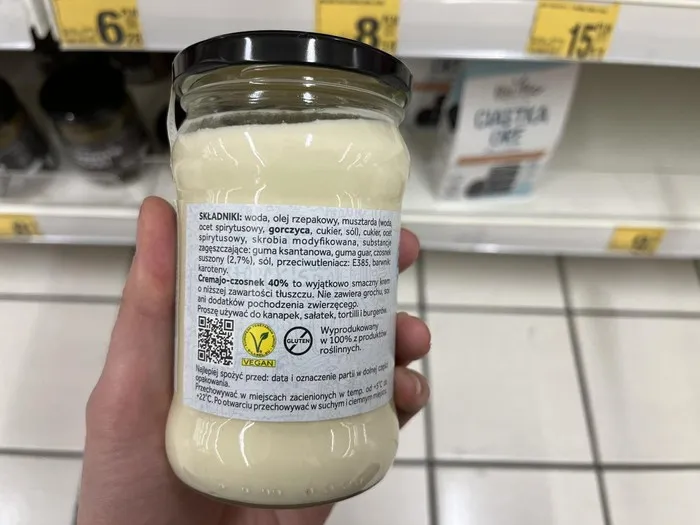 6
8
15
CIASTKA
SKŁADNIKI: woda, olej rzepakowy, musztarda (woda,
ocet spirytusowy, gorczyca, cukier, sól), cukier, ocet
spirytusowy, skrobia modyfikowana, substancje
zagęszczające: guma ksantanowa, guma guar, czosnek
suszony (2,7%), sól, przeciwutleniacz: E385, barwnik:
karoteny.
Cremajo-czosnek 40% to wyjątkowo smaczny krem
o niższej zawartości tłuszczu. Nie zawiera grochu, soi
ani dodatków pochodzenia zwierzęcego.
Proszę używać do kanapek, sałatek, tortilli i burgerów.
VEGAN
GLUTEN
Wyprodukowany
w 100% z produktów
roślinnych.
Najlepiej spożyć przed: data i oznaczenie partii w dolnej części
opakowania.
Przechowywać w miejscach zacienionych w temp. od +5°C do
+22°C. Po otwarciu przechowywać w suchym i ciemnym miejscu.